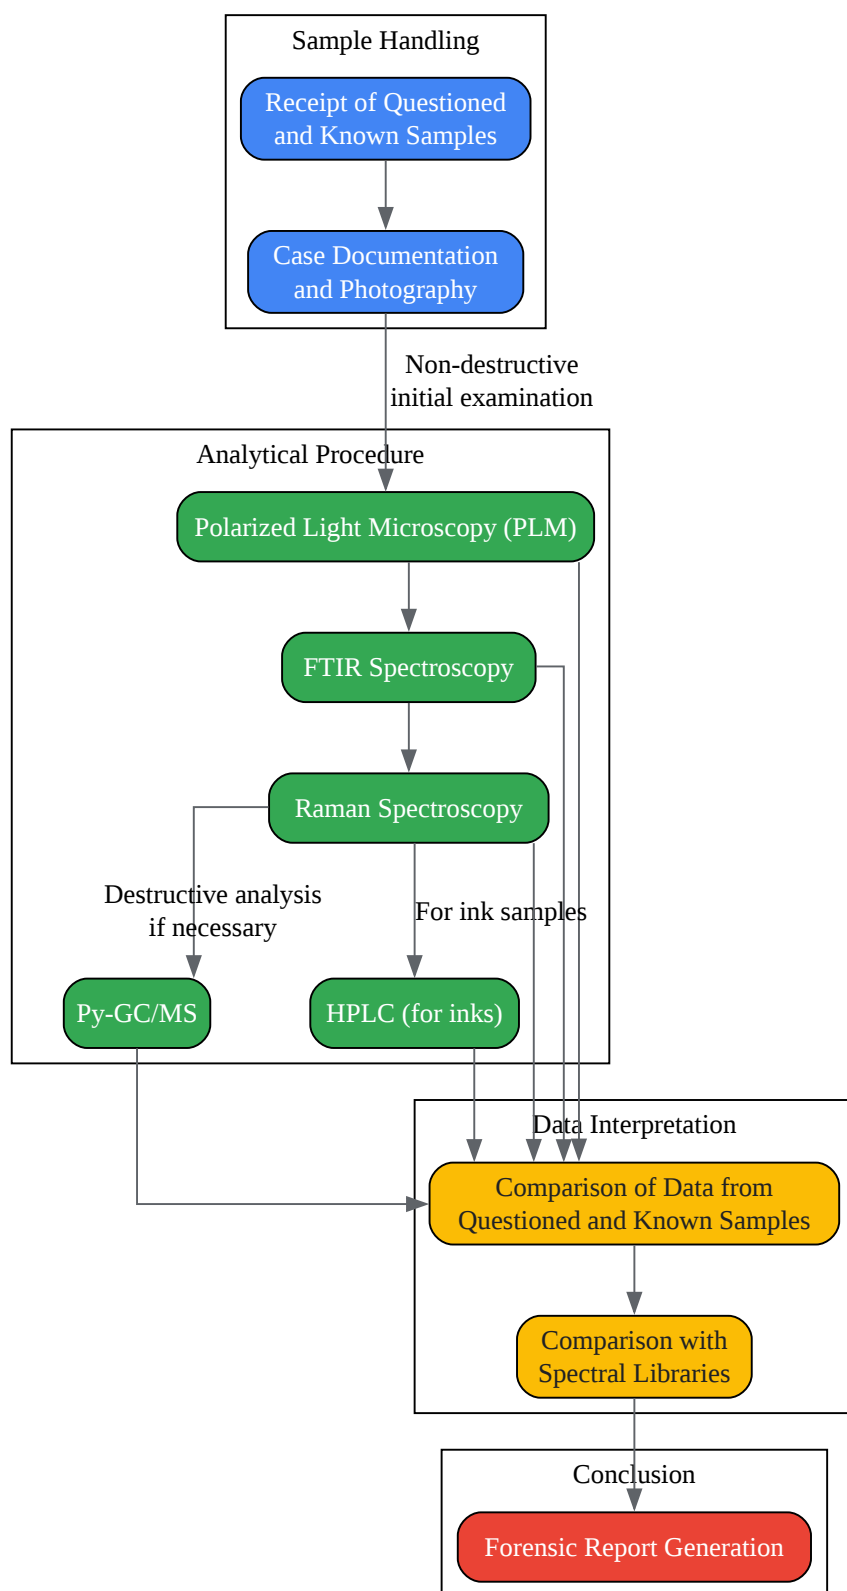 Sample Handling
Receipt of Questioned
and Known Samples
Case Documentation
and Photography
Non-destructive
initial examination
Analytical Procedure
Polarized Light Microscopy (PLM)
FTIR Spectroscopy
Raman Spectroscopy
Destructive analysis
if necessary
For ink samples
Py-GC/MS
HPLC (for inks)
Data Interpretation
Comparison of Data from
Questioned and Known Samples
Comparison with
Spectral Libraries
Conclusion
Forensic Report Generation